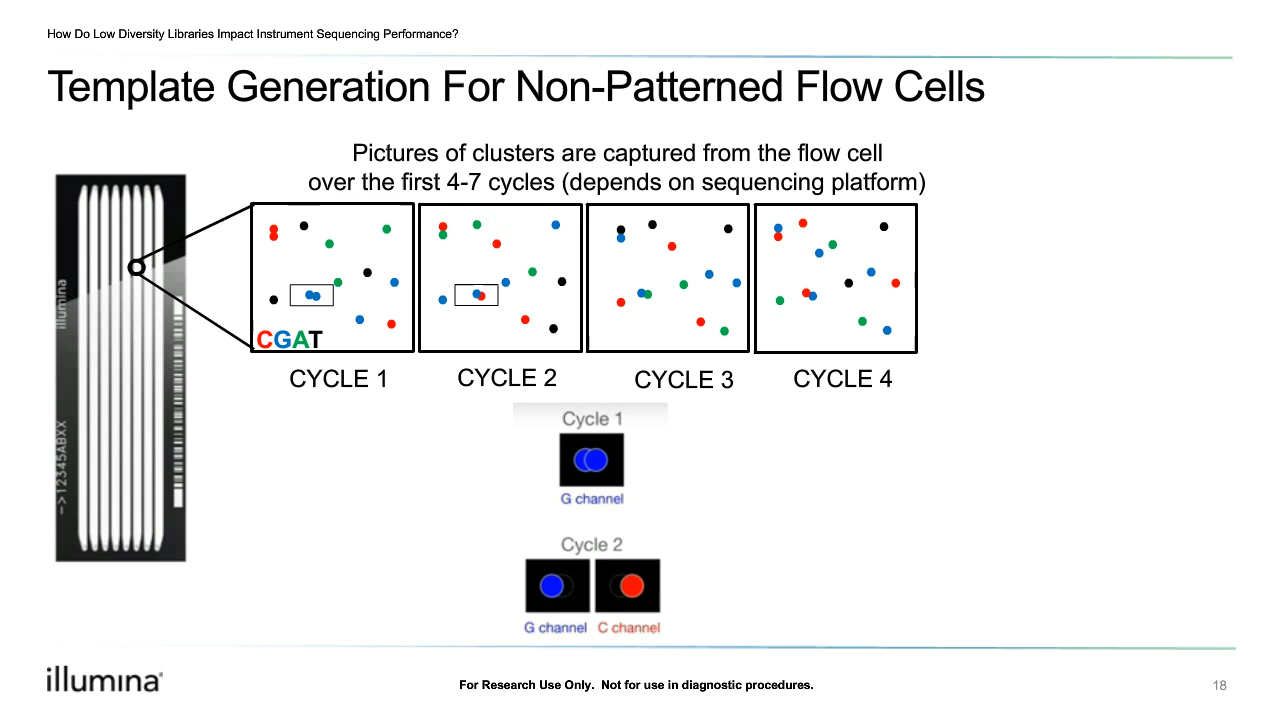 How Do Low Diversity Libraries Impact Instrument Sequencing Performance?
Template Generation For Non-Patterned Flow Cells
Pictures of clusters are captured from the flow cell
over the first 4-7 cycles (depends on sequencing platform)
illumina
-->12345ABXX
CGAT
CYCLE 1
CYCLE 2
CYCLE 3
CYCLE 4
Cycle 1
G channel
Cycle 2
G channel
C channel
illumina®
For Research Use Only. Not for use in diagnostic procedures.
18